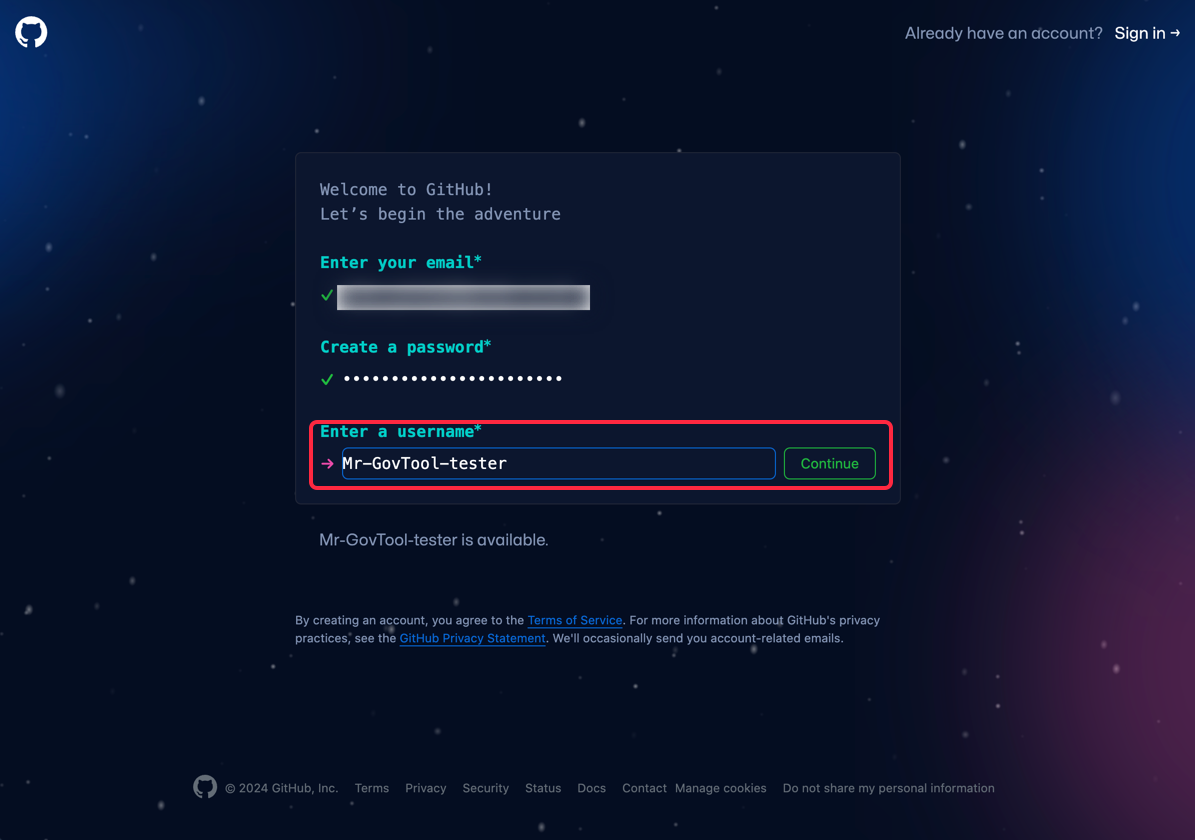 Already have an account? Sign in →
Welcome to GitHub!
Let’s begin the adventure
Enter your email*
Create a password*
••••••••••••••••••••••••
Enter a username*
→ Mr-GovTool-tester Continue
Mr-GovTool-tester is available.
By creating an account, you agree to the Terms of Service. For more information about GitHub's privacy
practices, see the GitHub Privacy Statement. We'll occasionally send you account-related emails.
© 2024 GitHub, Inc. Terms Privacy Security Status Docs Contact Manage cookies Do not share my personal information